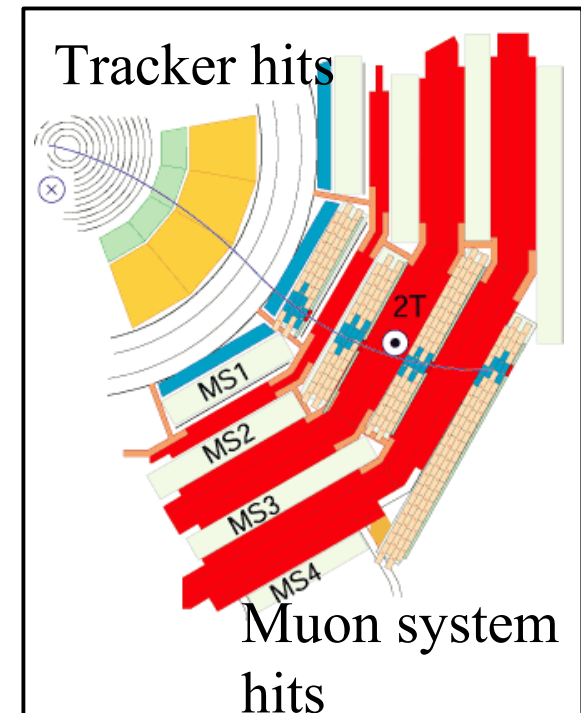 Tracker hits
2T
MS1
MS2
MS3
MS4
Muon system
hits